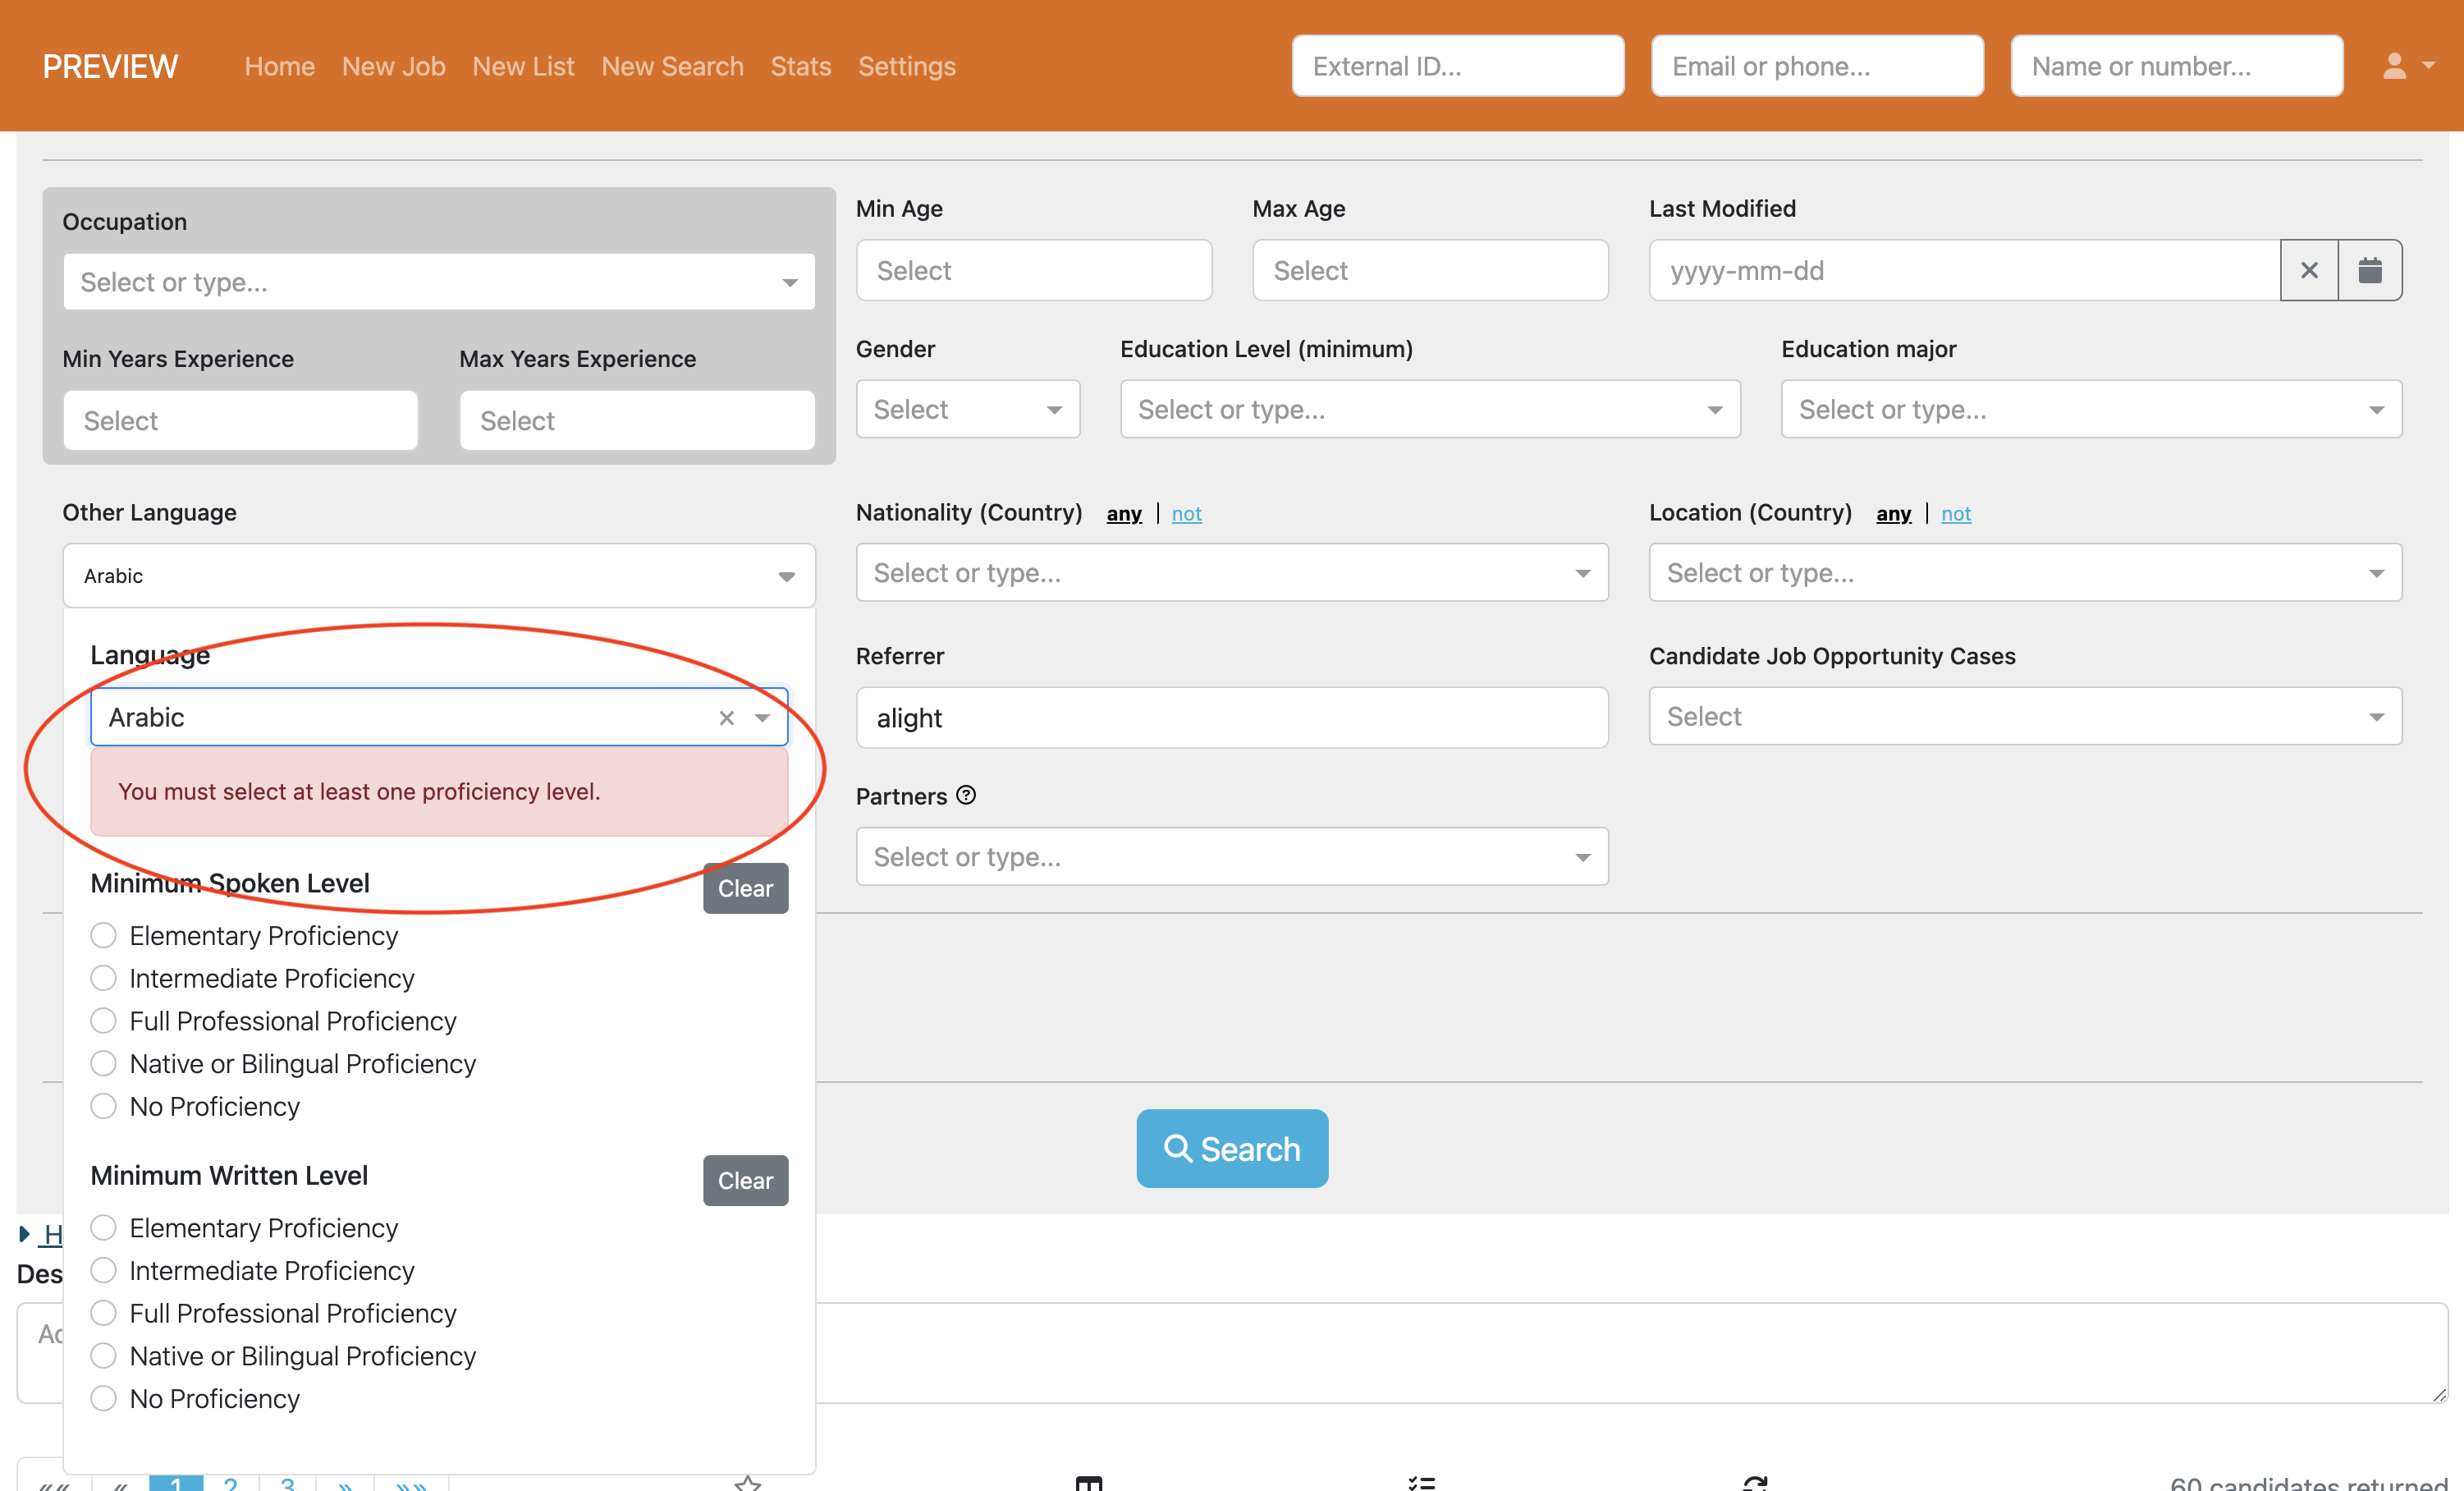 PREVIEW Home New Job New List New Search Stats Settings External ID... Email or phone... Name or number...
Occupation
Select or type...
Min Years Experience Max Years Experience
Select Select
Min Age Max Age Last Modified
Select Select yyyy-mm-dd
Gender Education Level (minimum) Education major
Select Select or type... Select or type...
Other Language
Arabic
Nationality (Country) any | not
Select or type...
Location (Country) any | not
Select or type...
Language
Arabic
You must select at least one proficiency level.
Referrer
alight
Candidate Job Opportunity Cases
Select
Partners
Select or type...
Minimum Spoken Level Clear
Elementary Proficiency
Intermediate Proficiency
Full Professional Proficiency
Native or Bilingual Proficiency
No Proficiency
Minimum Written Level Clear
Elementary Proficiency
Intermediate Proficiency
Full Professional Proficiency
Native or Bilingual Proficiency
No Proficiency
Search
H
Des
Ad
«« « 1 2 3 » »»
60 candidates returned